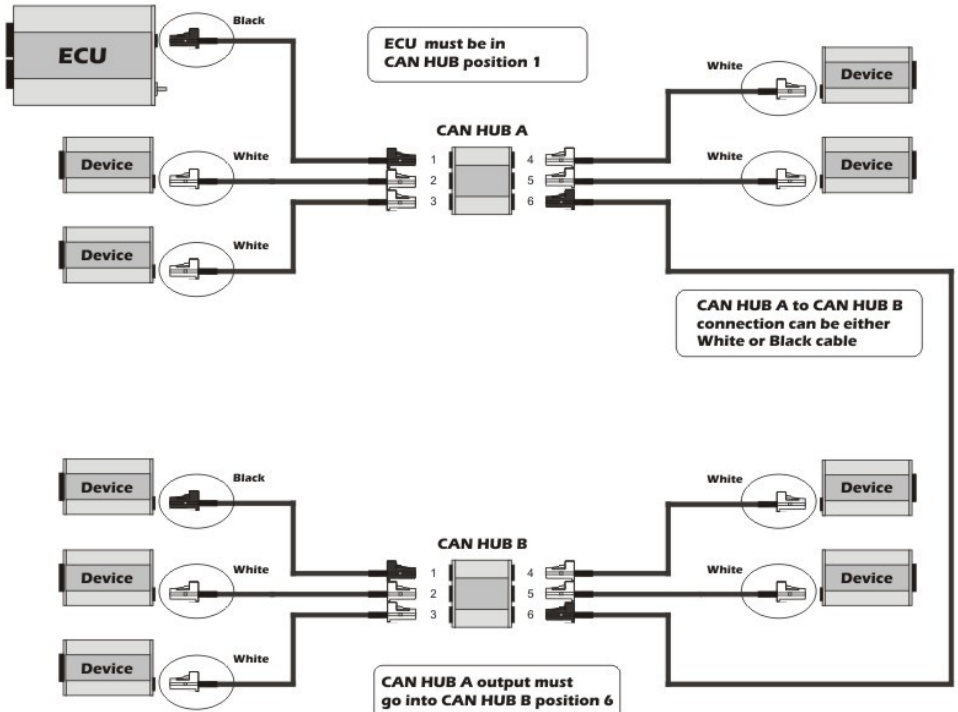 Black
ECU
ECU must be in
CAN HUB position 1
White
Device
CAN HUB A
Device
White
White
Device
1
2
3
4
5
6
White
Device
CAN HUB A to CAN HUB B
connection can be either
White or Black cable
Device
Black
White
Device
CAN HUB B
Device
White
White
Device
1
2
3
4
5
6
White
Device
CAN HUB A output must
go into CAN HUB B position 6